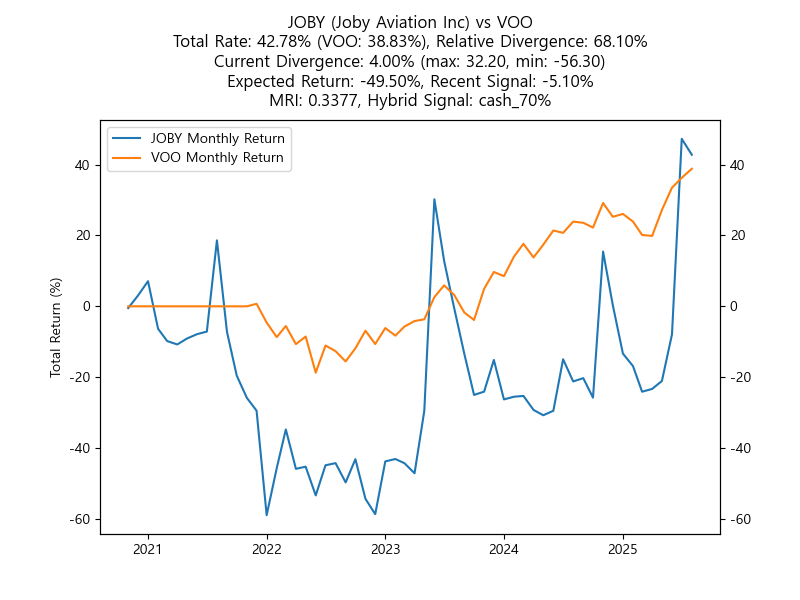 JOBY (Joby Aviation Inc) vs VOO
Total Rate: 42.78% (VOO: 38.83%), Relative Divergence: 68.10%
Current Divergence: 4.00% (max: 32.20, min: -56.30)
Expected Return: -49.50%, Recent Signal: -5.10%
MRI: 0.3377, Hybrid Signal: cash_70%
JOBY Monthly Return
VOO Monthly Return
Total Return (%)
40
20
0
-20
-40
-60
40
20
0
-20
-40
-60
2021
2022
2023
2024
2025